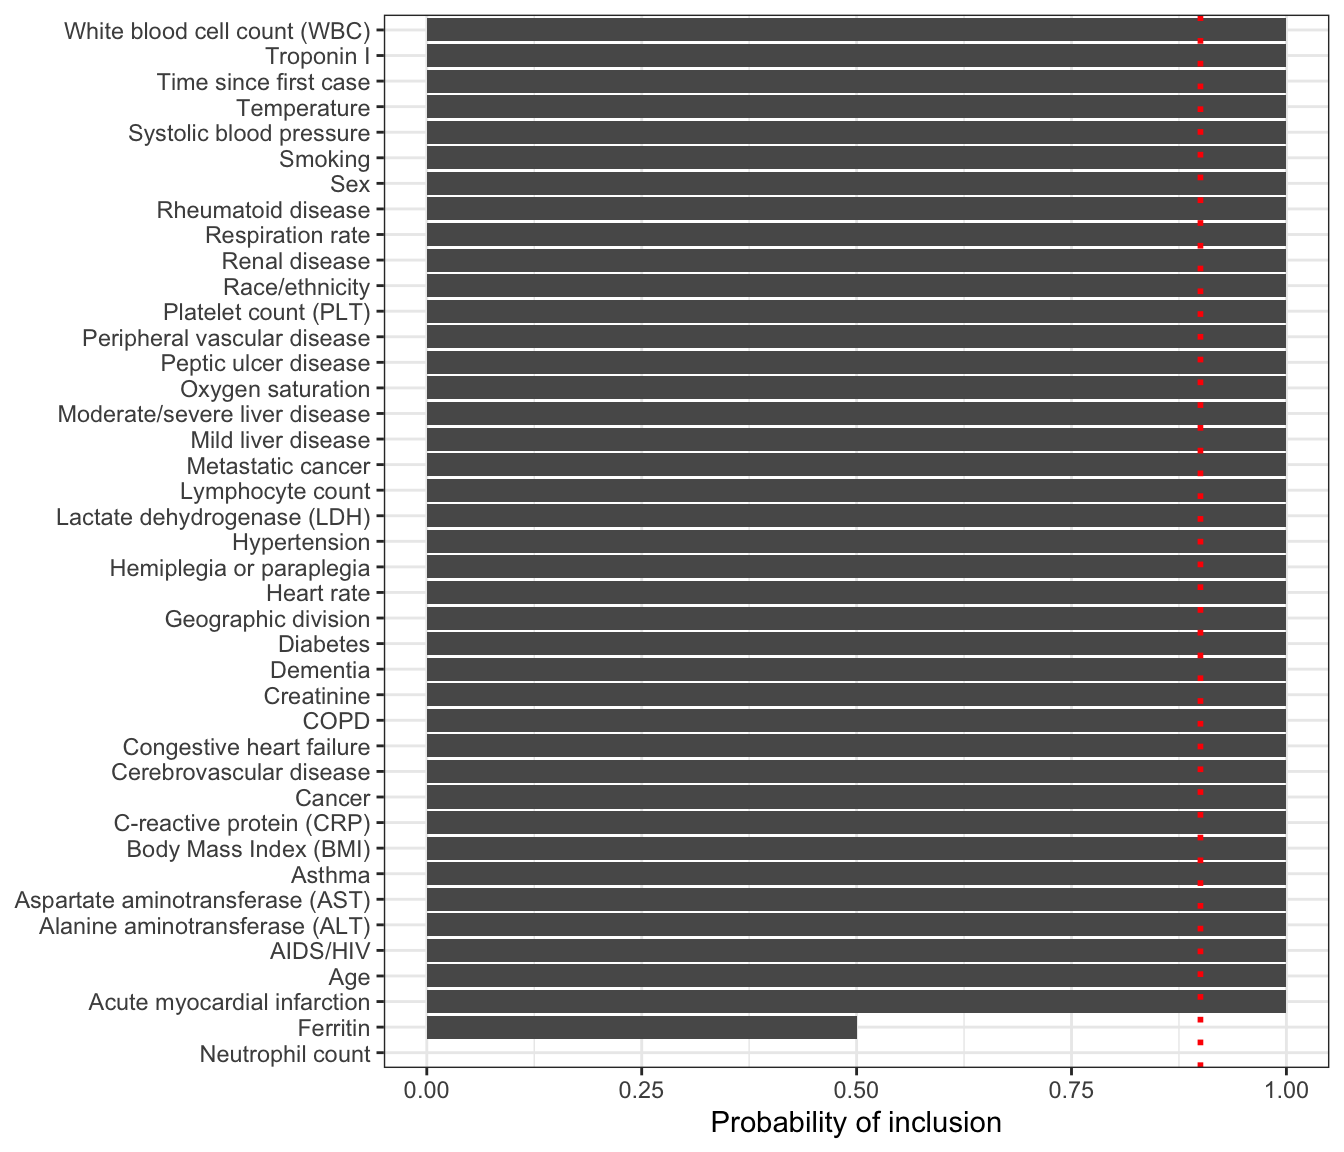 White blood cell count (WBC)
Troponin I
Time since first case
Temperature
Systolic blood pressure
Smoking
Sex
Rheumatoid disease
Respiration rate
Renal disease
Race/ethnicity
Platelet count (PLT)
Peripheral vascular disease
Peptic ulcer disease
Oxygen saturation
Moderate/severe liver disease
Mild liver disease
Metastatic cancer
Lymphocyte count
Lactate dehydrogenase (LDH)
Hypertension
Hemiplegia or paraplegia
Heart rate
Geographic division
Diabetes
Dementia
Creatinine
COPD
Congestive heart failure
Cerebrovascular disease
Cancer
C-reactive protein (CRP)
Body Mass Index (BMI)
Asthma
Aspartate aminotransferase (AST)
Alanine aminotransferase (ALT)
AIDS/HIV
Age
Acute myocardial infarction
Ferritin
Neutrophil count
0.00 0.25 0.50 0.75 1.00
Probability of inclusion